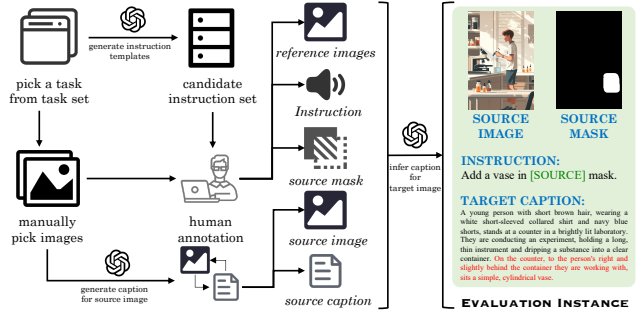 generate instruction
templates
pick a task
from task set
candidate
instruction set
manually
pick images
human
annotation
generate caption
for source image
reference images
Instruction
source mask
source image
source caption
infer caption
for
target image
SOURCE
IMAGE
SOURCE
MASK
INSTRUCTION:
Add a vase in [SOURCE] mask.
TARGET CAPTION:
A young person with short brown hair, wearing a
white short-sleeved collared shirt and navy blue
shorts, stands at a counter in a brightly lit laboratory.
They are conducting an experiment, holding a long,
thin instrument and dripping a substance into a clear
container. On the counter, to the person's right and
slightly behind the container they are working with,
sits a simple, cylindrical vase.
EVALUATION INSTANCE